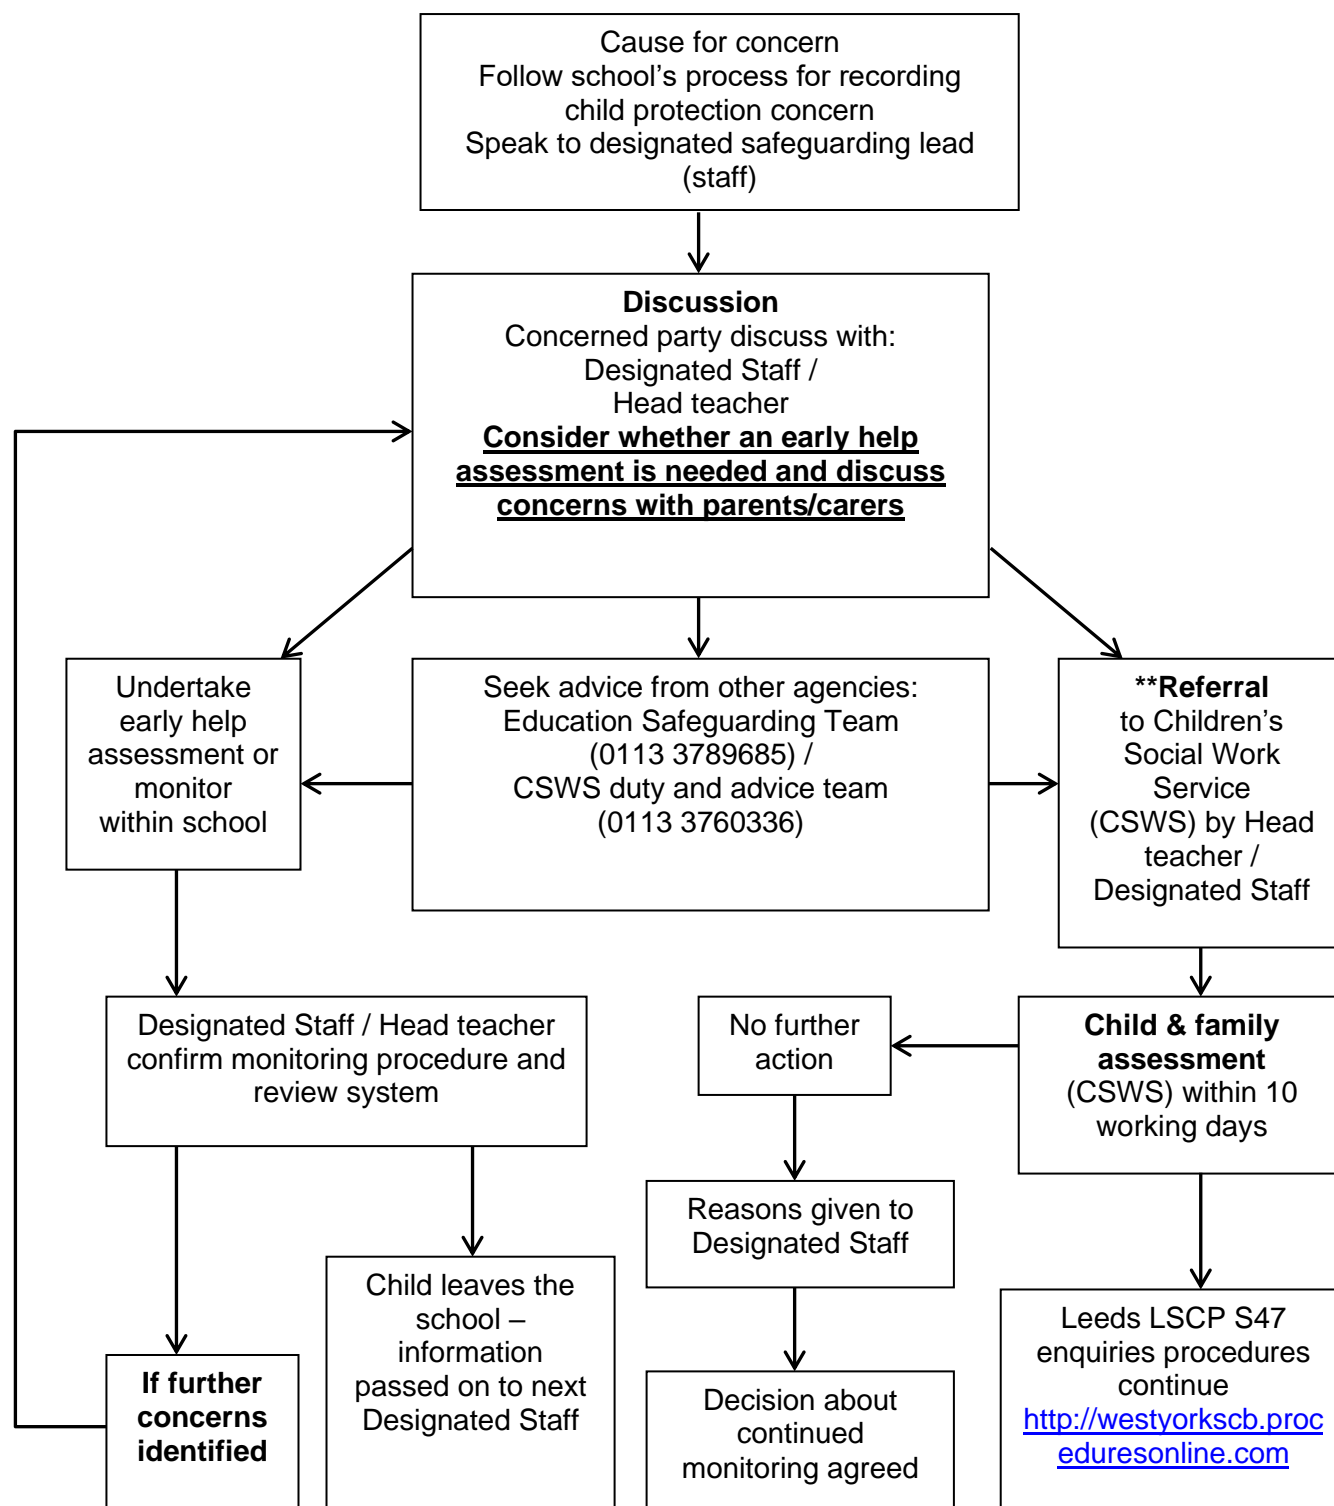 Cause for concern
Follow school’s process for recording
child protection concern
Speak to designated safeguarding lead
(staff)
Discussion
Concerned party discuss with:
Designated Staff /
Head teacher
Consider whether an early help
assessment is needed and discuss
concerns with parents/carers
Undertake
early help
assessment or
monitor
within school
Seek advice from other agencies:
Education Safeguarding Team
(0113 3789685) /
CSWS duty and advice team
(0113 3760336)
**Referral
to Children’s
Social Work
Service
(CSWS) by Head
teacher /
Designated Staff
Designated Staff / Head teacher
confirm monitoring procedure and
review system
No further
action
Child & family
assessment
(CSWS) within 10
working days
Reasons given to
Designated Staff
Child leaves the
school –
information
passed on to next
Designated Staff
If further
concerns
identified
Decision about
continued
monitoring agreed
Leeds LSCP S47
enquiries procedures
continue
http://westyorkscb.proc
eduresonline.com